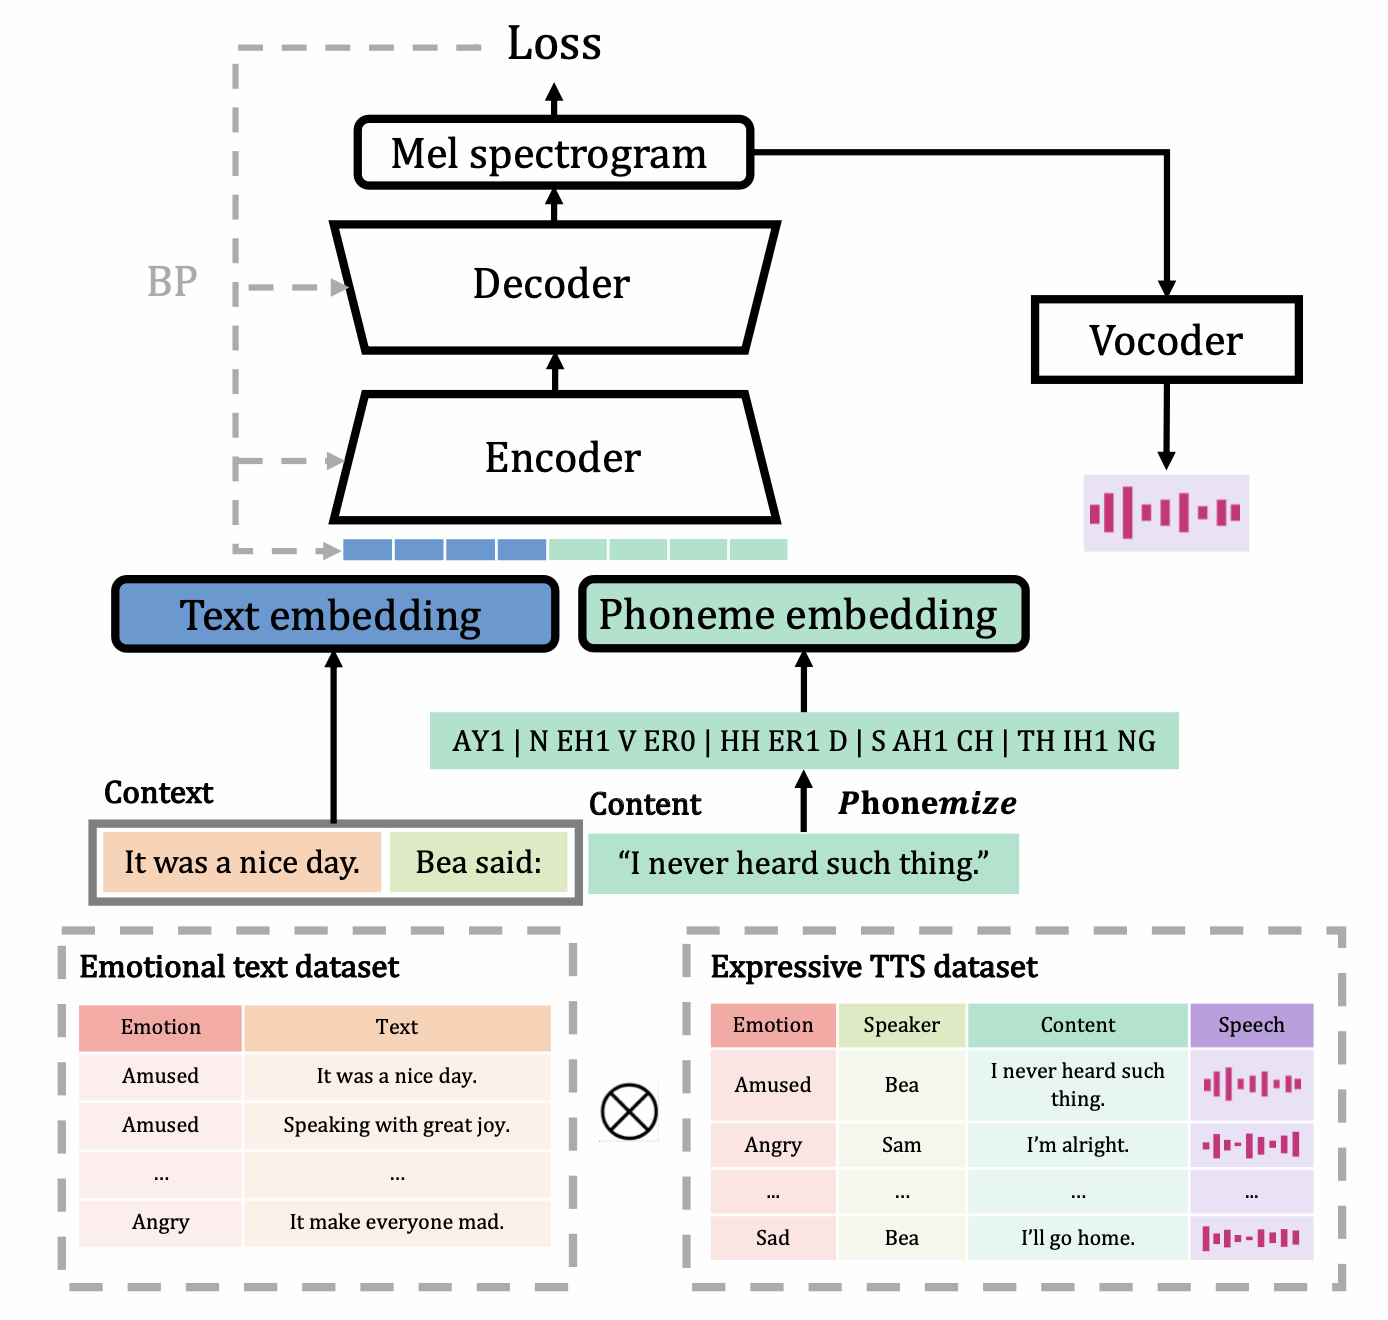 Loss
Mel spectrogram
Decoder
BP
Vocoder
Encoder
Text embedding
Phoneme embedding
AY1 | N EH1 V ER0 | HH ER1 D | S AH1 CH | TH IH1 NG
Context
Content
Phonemize
It was a nice day.
Bea said:
“I never heard such thing.”
Emotional text dataset
Emotion Text
Amused It was a nice day.
Amused Speaking with great joy.
... ...
Angry It make everyone mad.
Expressive TTS dataset
Emotion Speaker Content Speech
Amused Bea I never heard such
thing.
Angry Sam I’m alright.
... ... ... ...
Sad Bea I’ll go home.